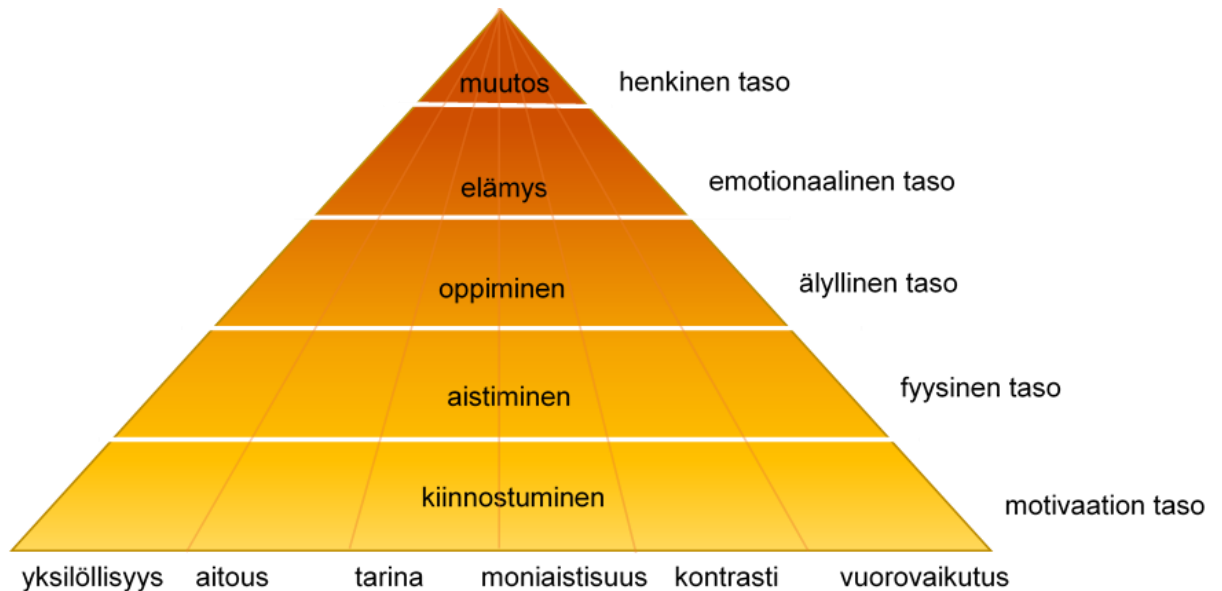 muutos henkinen taso
elämys emotionaalinen taso
oppiminen älyllinen taso
aistiminen fyysinen taso
kiinnostuminen motivaation taso
yksilöllisyys aitous tarina moniaistisuus kontrasti vuorovaikutus